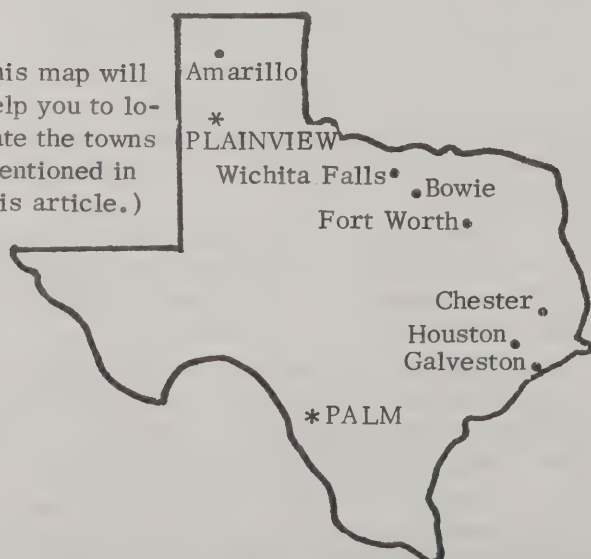 his map will
elp you to lo-
ate the towns
entioned in
is article.)
Amarillo
*
PLAINVIEW
Wichita Falls
Bowie
Fort Worth
Chester
Houston
Galveston
*PALM